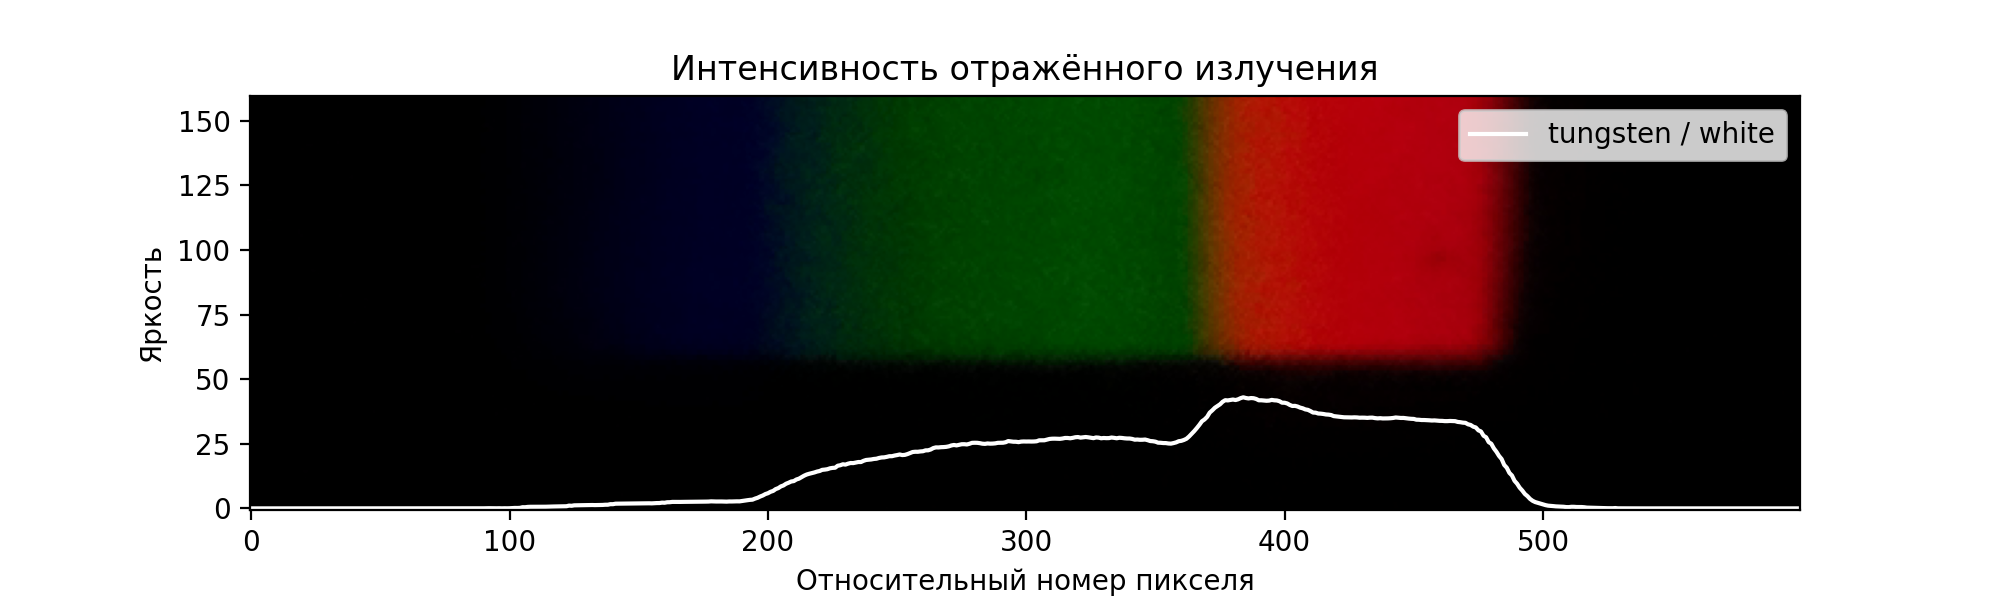 Интенсивность отражённого излучения
tungsten / white
Яркость
150
125
100
75
50
25
0
0 100 200 300 400 500
Относительный номер пикселя